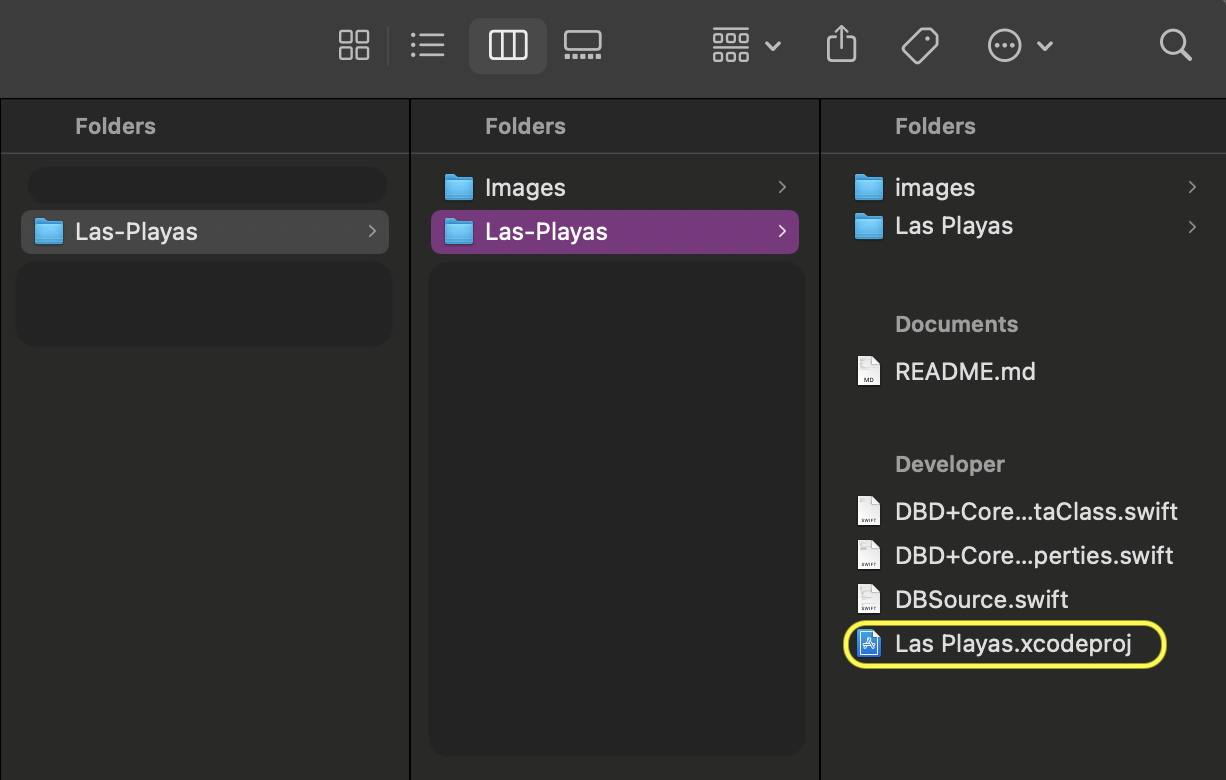 Folders
Las-Playas
Folders
Images
Las-Playas
Folders
images
Las Playas
Documents
README.md
Developer
DBD+Core...taClass.swift
DBD+Core...perties.swift
DBSource.swift
Las Playas.xcodeproj
MD
SWIFT
SWIFT
SWIFT